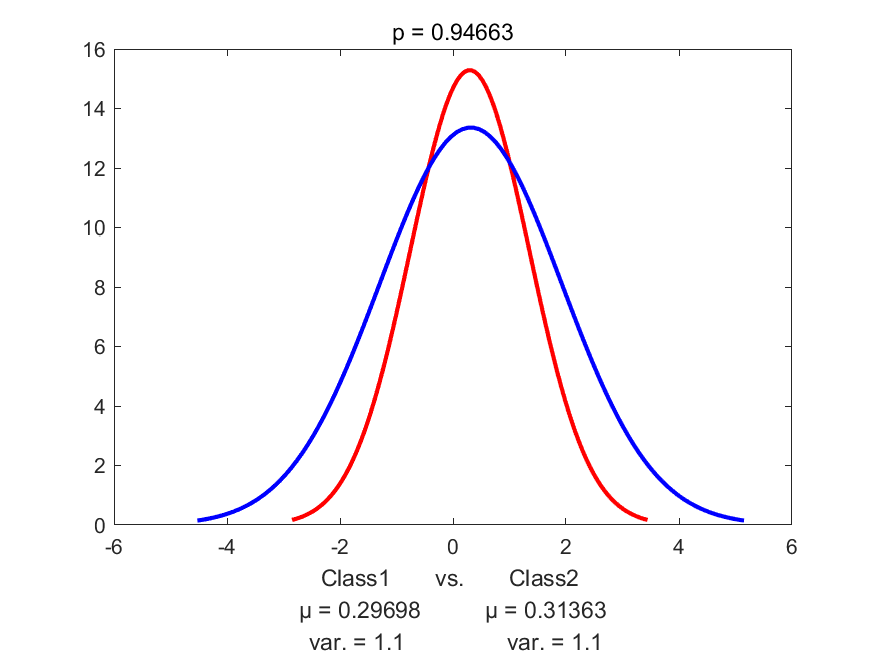 p = 0.94663
16
14
12
10
8
6
4
2
0
-6 -4 -2 0 2 4 6
Class1 vs. Class2
μ = 0.29698 μ = 0.31363
var. = 1.1 var. = 1.1